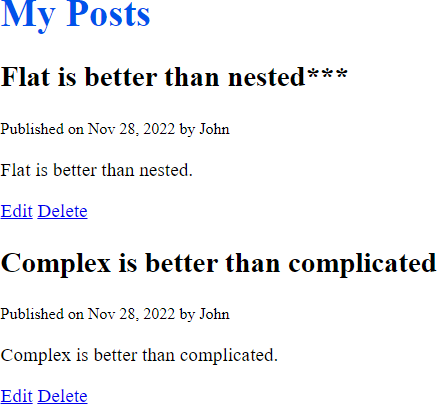 My Posts
Flat is better than nested***
Published on Nov 28, 2022 by John
Flat is better than nested.
Edit Delete
Complex is better than complicated
Published on Nov 28, 2022 by John
Complex is better than complicated.
Edit Delete